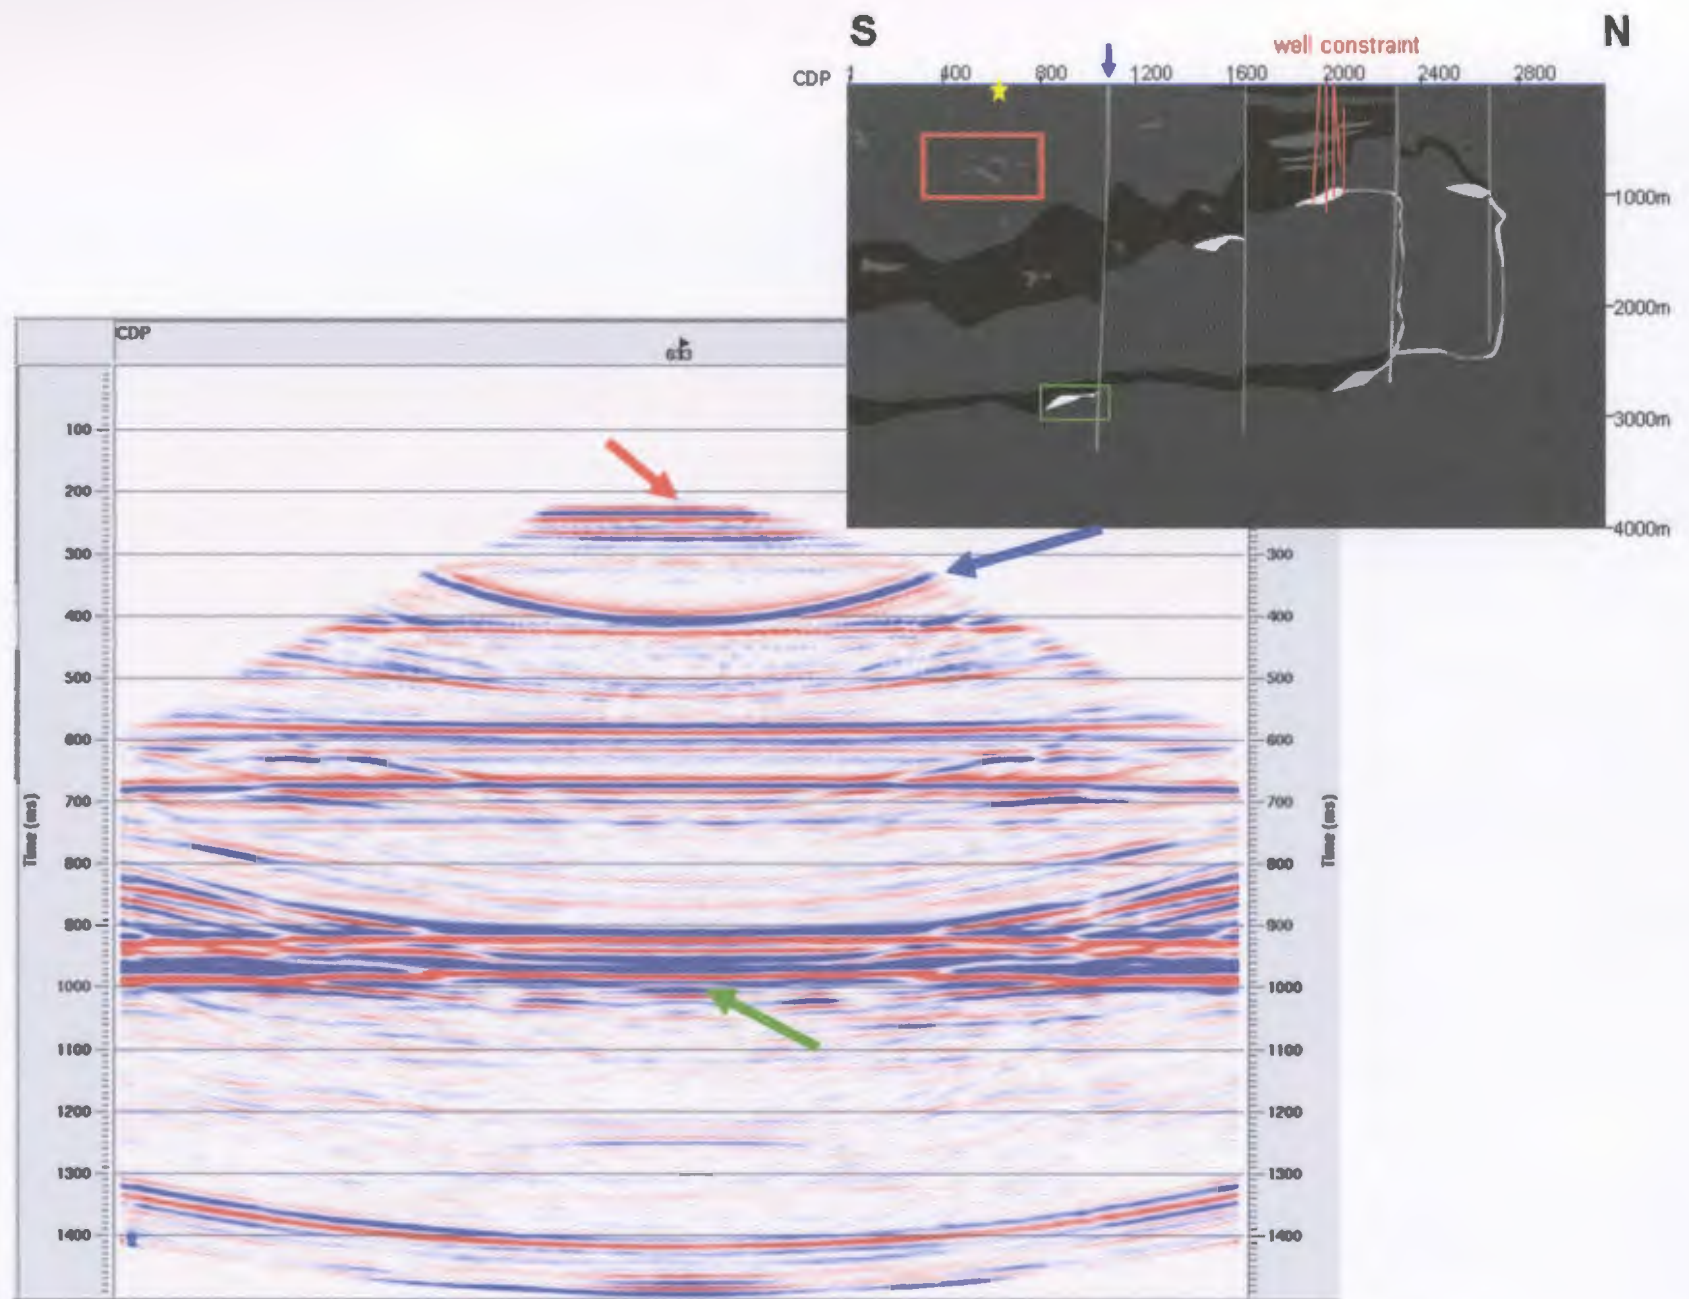 S N
well constraint
CDP 1 400 800 1200 1600 2000 2400 2800
1000m
2000m
3000m
4000m
CDP
633
100
200
300 300
400 400
500 500
600 600
700 700
800 800
900 900
1000 1000
1100 1100
1200 1200
1300 1300
1400 1400
Time (ms) Time (ms)